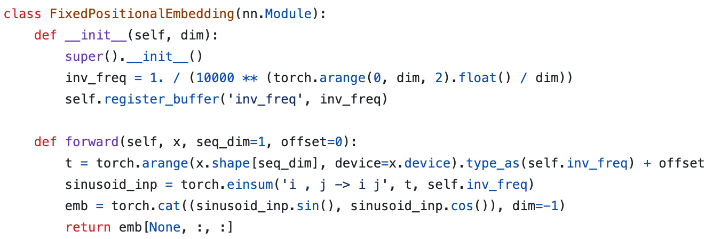 class FixedPositionalEmbedding(nn.Module):
    def __init__(self, dim):
        super().__init__()
        inv_freq = 1. / (10000 ** (torch.arange(0, dim, 2).float() / dim))
        self.register_buffer('inv_freq', inv_freq)

    def forward(self, x, seq_dim=1, offset=0):
        t = torch.arange(x.shape[seq_dim], device=x.device).type_as(self.inv_freq) + offset
        sinusoid_inp = torch.einsum('i , j -> i j', t, self.inv_freq)
        emb = torch.cat((sinusoid_inp.sin(), sinusoid_inp.cos()), dim=-1)
        return emb[None, :, :]